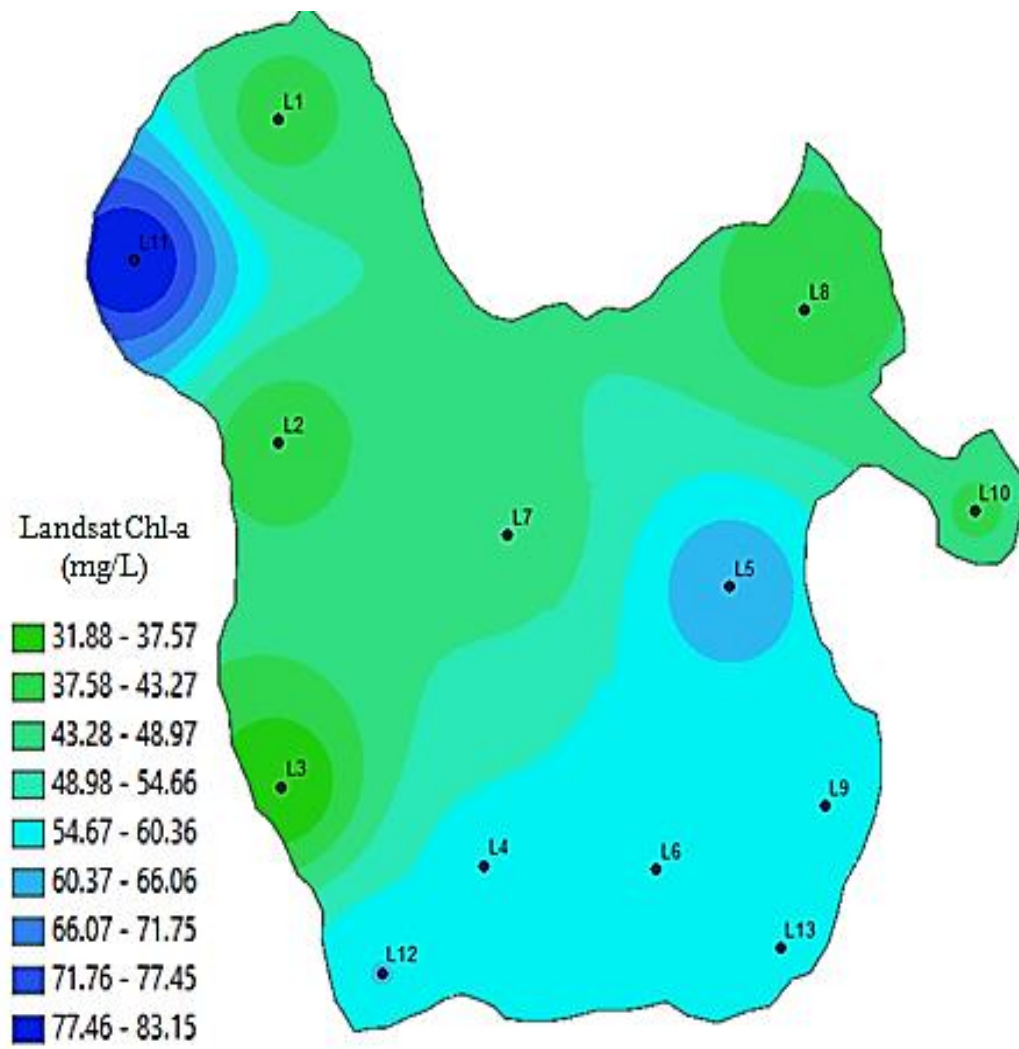 L1
L11
L8
L2
L10
L7
L5
Landsat Chl-a
(mg/L)
31.88 - 37.57
37.58 - 43.27
43.28 - 48.97
48.98 - 54.66
54.67 - 60.36
60.37 - 66.06
66.07 - 71.75
71.76 - 77.45
77.46 - 83.15
L3
L9
L4
L6
L13
L12